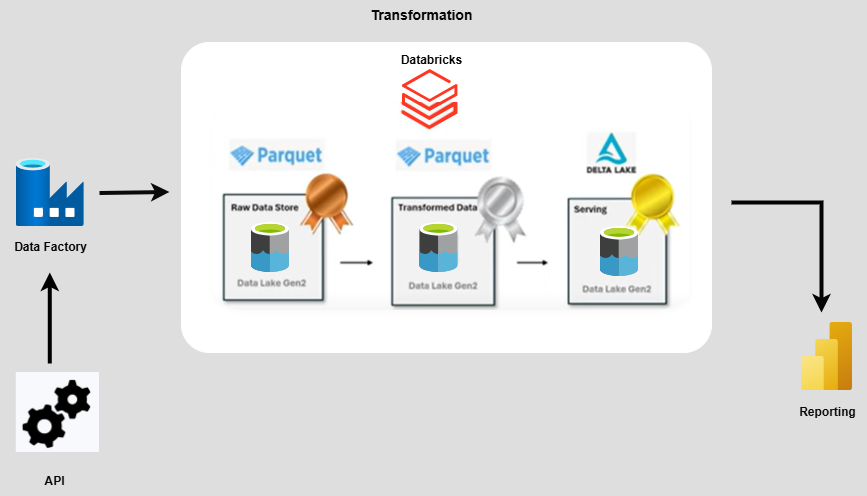 Transformation
Databricks
Parquet
Parquet
DELTA LAKE
Raw Data Store
Transformed Data
Serving
Data Lake Gen2
Data Lake Gen2
Data Lake Gen2
Data Factory
Reporting
API